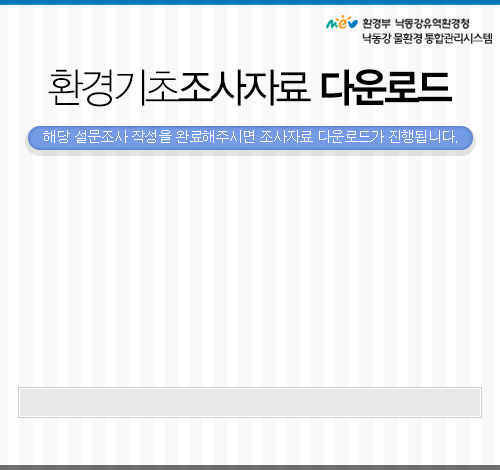 mev 환경부 낙동강유역환경청
낙동강 물환경 통합관리시스템
환경기초조사자료 다운로드
해당 설문조사 작성을 완료해주시면 조사자료 다운로드가 진행됩니다.